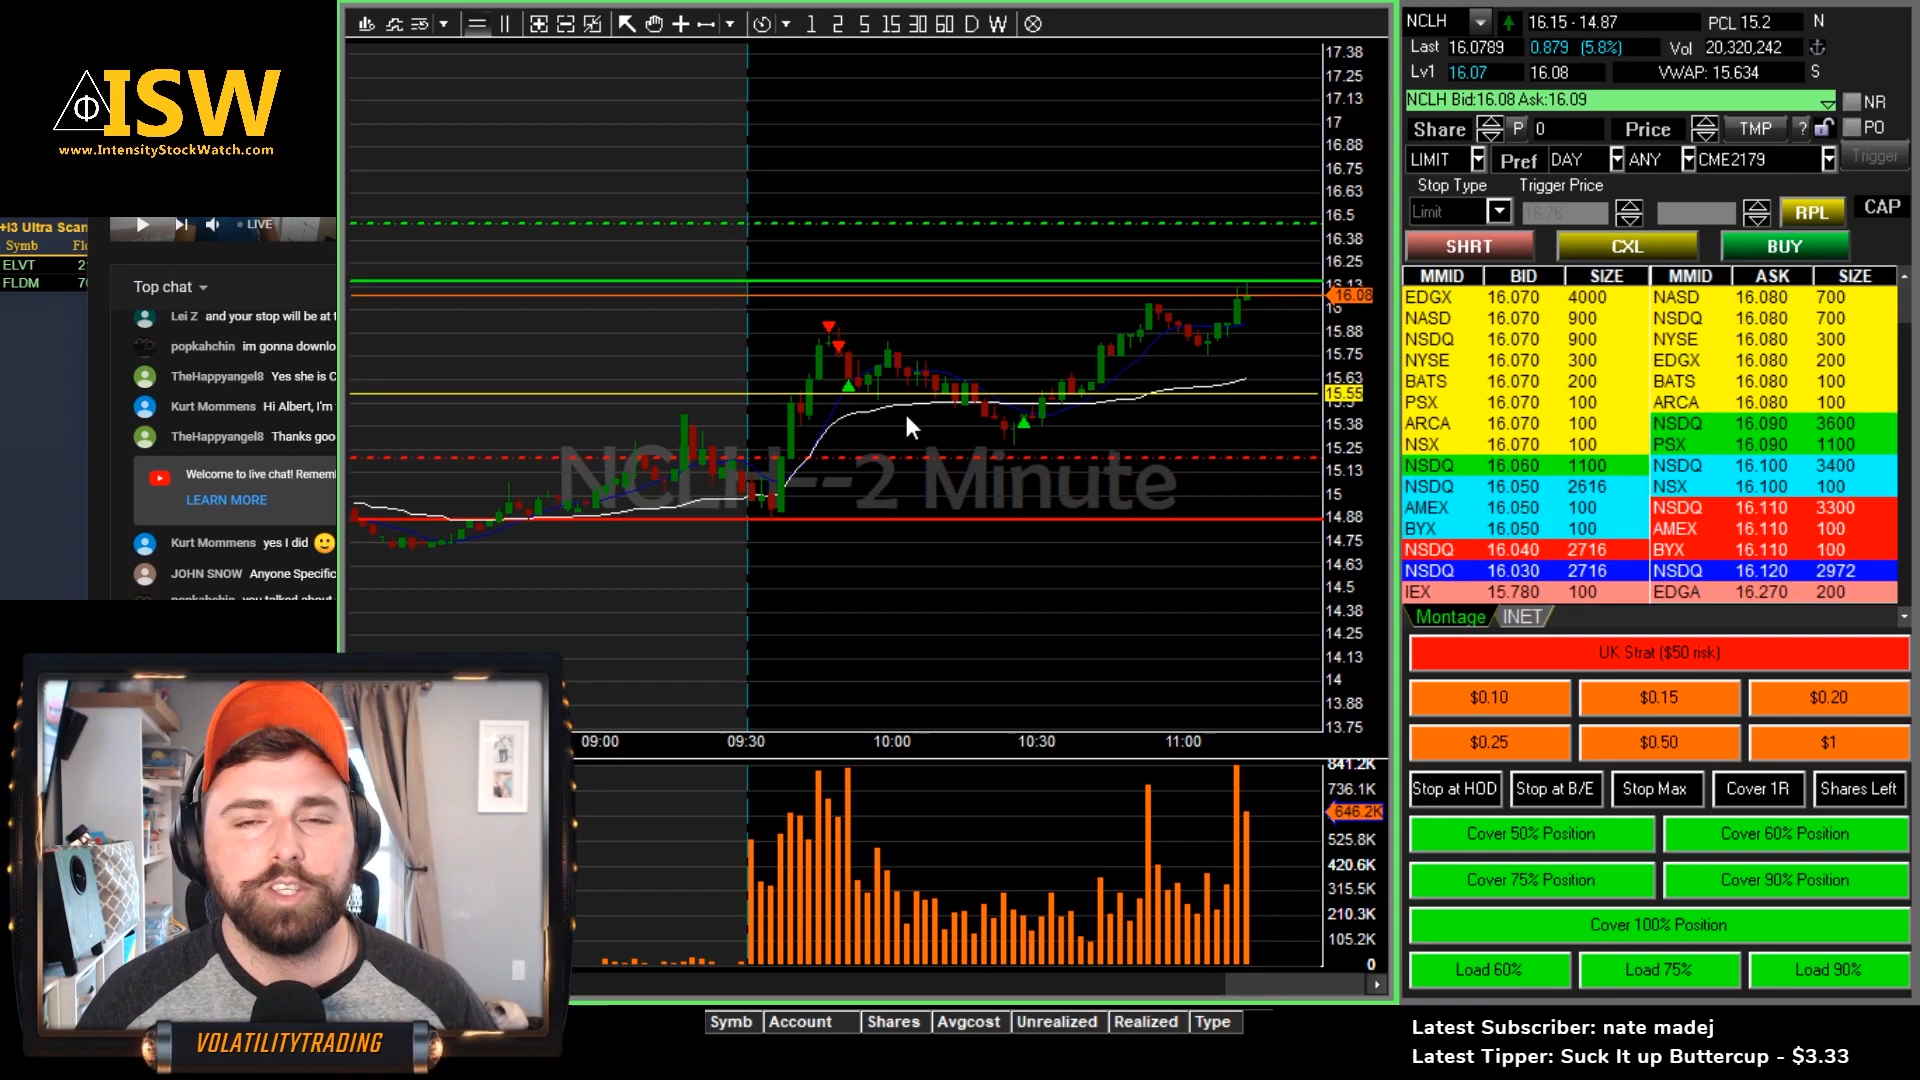 ISW
www.IntensityStockWatch.com
+I3 Ultra Scan
Symb
ELVT
FLDM
LIVE
Top chat
Lei Z and your stop will be at
popkahchin im gonna downlo
TheHappyangel8 Yes she is C
Kurt Mommens Hi Albert, I'm
TheHappyangel8 Thanks goo
Welcome to live chat! Remem
LEARN MORE
Kurt Mommens yes I did
JOHN SNOW Anyone Specific
VOLATILITYTRADING
1 2 5 15 30 60 D W
NCLH--2 Minute
17.38
17.25
17.13
17
16.88
16.75
16.63
16.5
16.38
16.25
16.13
16.08
16
15.88
15.75
15.63
15.55
15.5
15.38
15.25
15.13
15
14.88
14.75
14.63
14.5
14.38
14.25
14.13
14
13.88
13.75
09:00 09:30 10:00 10:30 11:00
841.2K
736.1K
646.2K
525.8K
420.6K
315.5K
210.3K
105.2K
0
Symb Account Shares Avgcost Unrealized Realized Type
NCLH 16.15 - 14.87 PCL 15.2 N
Last 16.0789 0.879 (5.8%) Vol 20,320,242
Lv1 16.07 16.08 VWAP: 15.634 S
NCLH Bid:16.08 Ask:16.09 NR
Share P 0 Price TMP ? PO
LIMIT Pref DAY ANY CME2179 Trigger
Stop Type Trigger Price
Limit 16.76 RPL CAP
SHRT CXL BUY
MMID BID SIZE MMID ASK SIZE
EDGX 16.070 4000 NASD 16.080 700
NASD 16.070 900 NSDQ 16.080 700
NSDQ 16.070 900 NYSE 16.080 300
NYSE 16.070 300 EDGX 16.080 200
BATS 16.070 200 BATS 16.080 100
PSX 16.070 100 ARCA 16.080 100
ARCA 16.070 100 NSDQ 16.090 3600
NSX 16.070 100 PSX 16.090 1100
NSDQ 16.060 1100 NSDQ 16.100 3400
NSDQ 16.050 2616 NSX 16.100 100
AMEX 16.050 100 NSDQ 16.110 3300
BYX 16.050 100 AMEX 16.110 100
NSDQ 16.040 2716 BYX 16.110 100
NSDQ 16.030 2716 NSDQ 16.120 2972
IEX 15.780 100 EDGA 16.270 200
Montage INET
UK Strat ($50 risk)
$0.10 $0.15 $0.20
$0.25 $0.50 $1
Stop at HOD Stop at B/E Stop Max Cover 1R Shares Left
Cover 50% Position Cover 60% Position
Cover 75% Position Cover 90% Position
Cover 100% Position
Load 60% Load 75% Load 90%
Latest Subscriber: nate madej
Latest Tipper: Suck It up Buttercup - $3.33